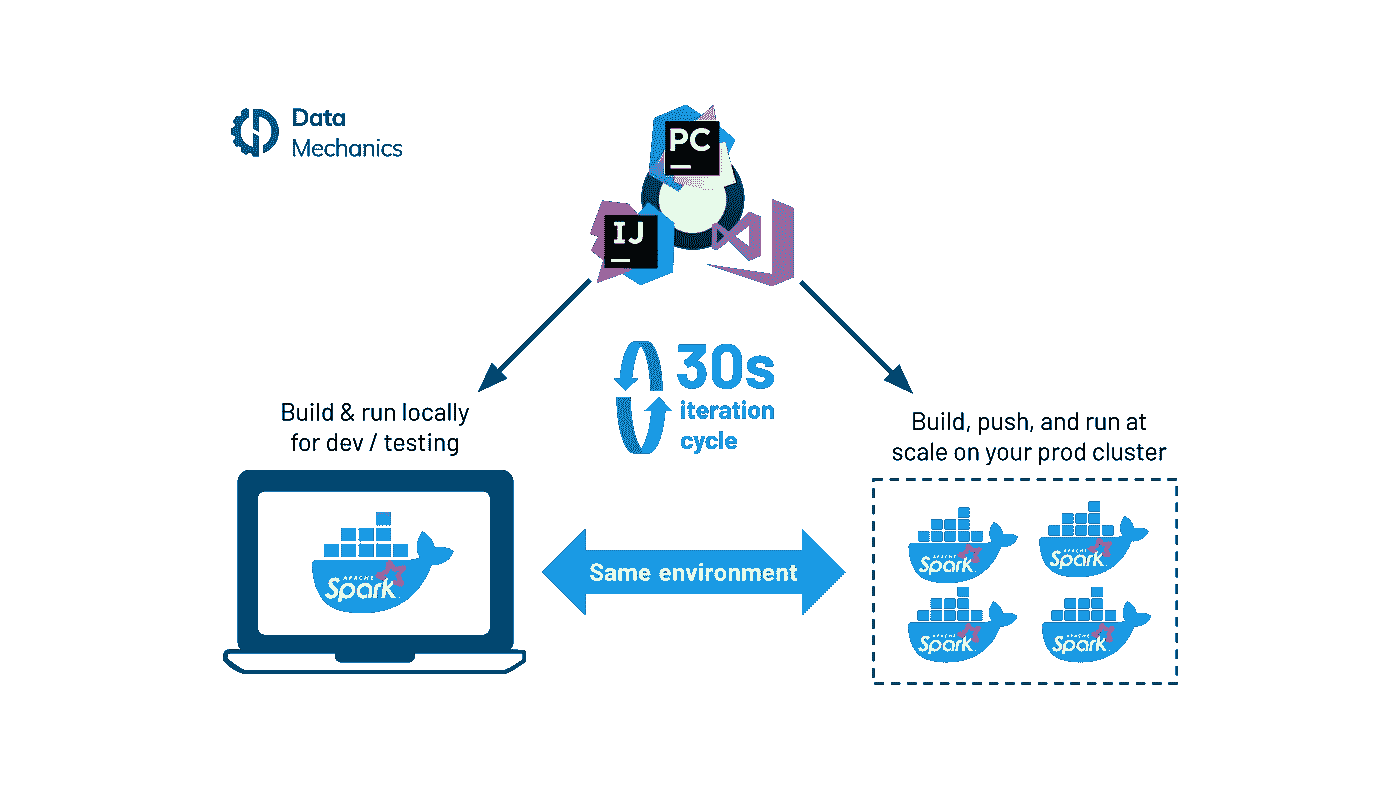 Data
Mechanics
PC
IJ
30s
iteration
cycle
Build & run locally
for dev / testing
Build, push, and run at
scale on your prod cluster
APACHE
Spark
Same environment
APACHE
Spark
APACHE
Spark
APACHE
Spark
APACHE
Spark